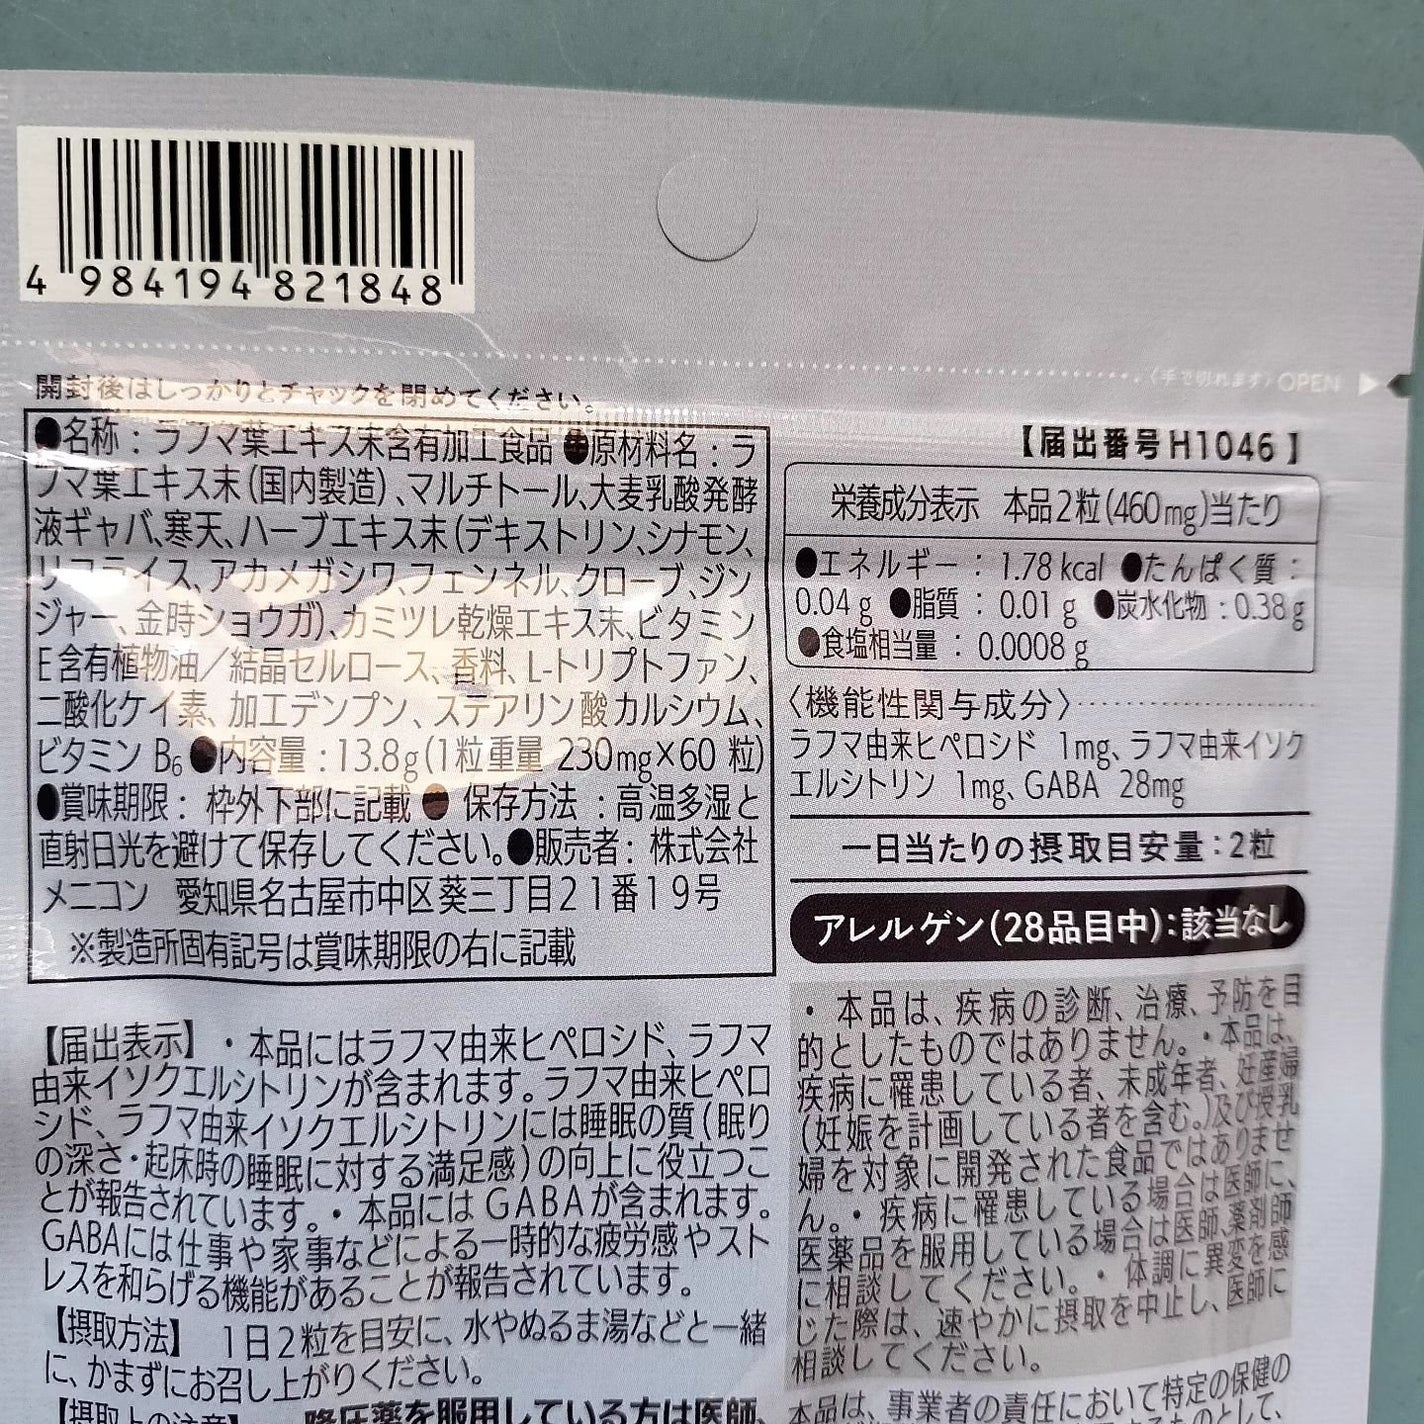 4 984194 821848
〈手で切れます〉OPEN
開封後はしっかりとチャックを閉めてください。
●名称：ラフマ葉エキス末含有加工食品 ●原材料名：ラ
フマ葉エキス末(国内製造)、マルチトール、大麦乳酸発酵
液ギャバ、寒天、ハーブエキス末(デキストリン、シナモン、
リコライス、アカメガシワ、フェンネル、クローブ、ジン
ジャー、金時ショウガ)、カミツレ乾燥エキス末、ビタミン
E含有植物油／結晶セルロース、香料、L-トリプトファン、
二酸化ケイ素、加工デンプン、ステアリン酸カルシウム、
ビタミン B₆ ●内容量：13.8g(1粒重量 230mg×60 粒)
●賞味期限：枠外下部に記載 ● 保存方法：高温多湿と
直射日光を避けて保存してください。●販売者：株式会社
メニコン 愛知県名古屋市中区葵三丁目21番19号
※製造所固有記号は賞味期限の右に記載
【届出番号H1046】
栄養成分表示 本品2粒(460mg)当たり
●エネルギー：1.78 kcal ●たんぱく質：
0.04 g ●脂質：0.01 g ●炭水化物：0.38 g
●食塩相当量：0.0008 g
〈機能性関与成分〉
ラフマ由来ヒペロシド 1mg、ラフマ由来イソク
エルシトリン 1mg、GABA 28mg
一日当たりの摂取目安量：2粒
アレルゲン(28品目中)：該当なし
【届出表示】・本品にはラフマ由来ヒペロシド、ラフマ
由来イソクエルシトリンが含まれます。ラフマ由来ヒペロ
シド、ラフマ由来イソクエルシトリンには睡眠の質(眠り
の深さ・起床時の睡眠に対する満足感)の向上に役立つこ
とが報告されています。・本品には GABAが含まれます。
GABAには仕事や家事などによる一時的な疲労感やスト
レスを和らげる機能があることが報告されています。
【摂取方法】 1日2粒を目安に、水やぬるま湯などと一緒
に、かまずにお召し上がりください。
【摂取上の注意】 降圧薬を服用している方は医師、
・本品は、疾病の診断、治療、予防を目
的としたものではありません。・本品は、
疾病に罹患している者、未成年者、妊産婦
(妊娠を計画している者を含む。)及び授乳
婦を対象に開発された食品ではありませ
ん。・疾病に罹患している場合は医師に、
医薬品を服用している場合は医師、薬剤師
に相談してください。・体調に異変を感
じた際は、速やかに摂取を中止し、医師に
相談してください。
本品は、事業者の責任において特定の保健の